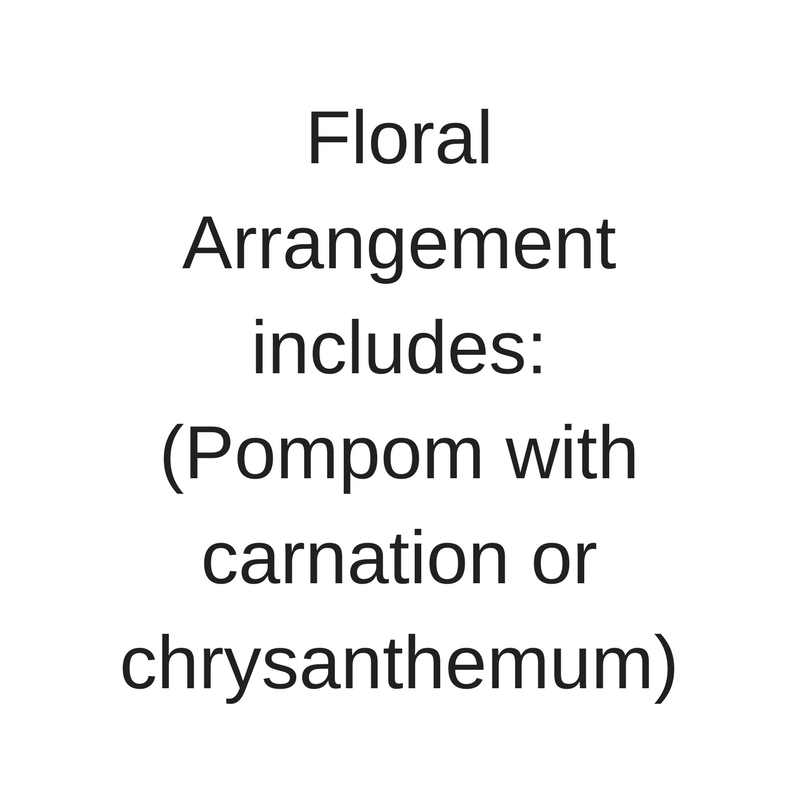 Floral
Arrangement
includes:
(Pompom with
carnation or
chrysanthemum)